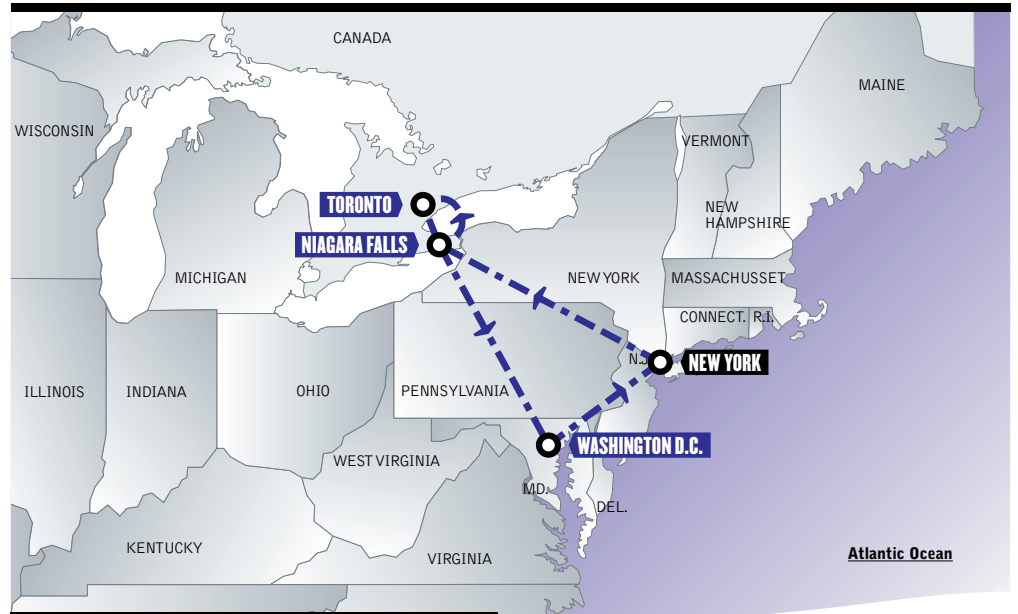 CANADA
MAINE
WISCONSIN
VERMONT
TORONTO
NEW
HAMPSHIRE
NIAGARA FALLS
MICHIGAN
NEW YORK
MASSACHUSSET
CONNECT.
R.I.
N.J.
NEW YORK
ILLINOIS
INDIANA
OHIO
PENNSYLVANIA
WASHINGTON D.C.
WEST VIRGINIA
MD.
DEL.
KENTUCKY
VIRGINIA
Atlantic Ocean